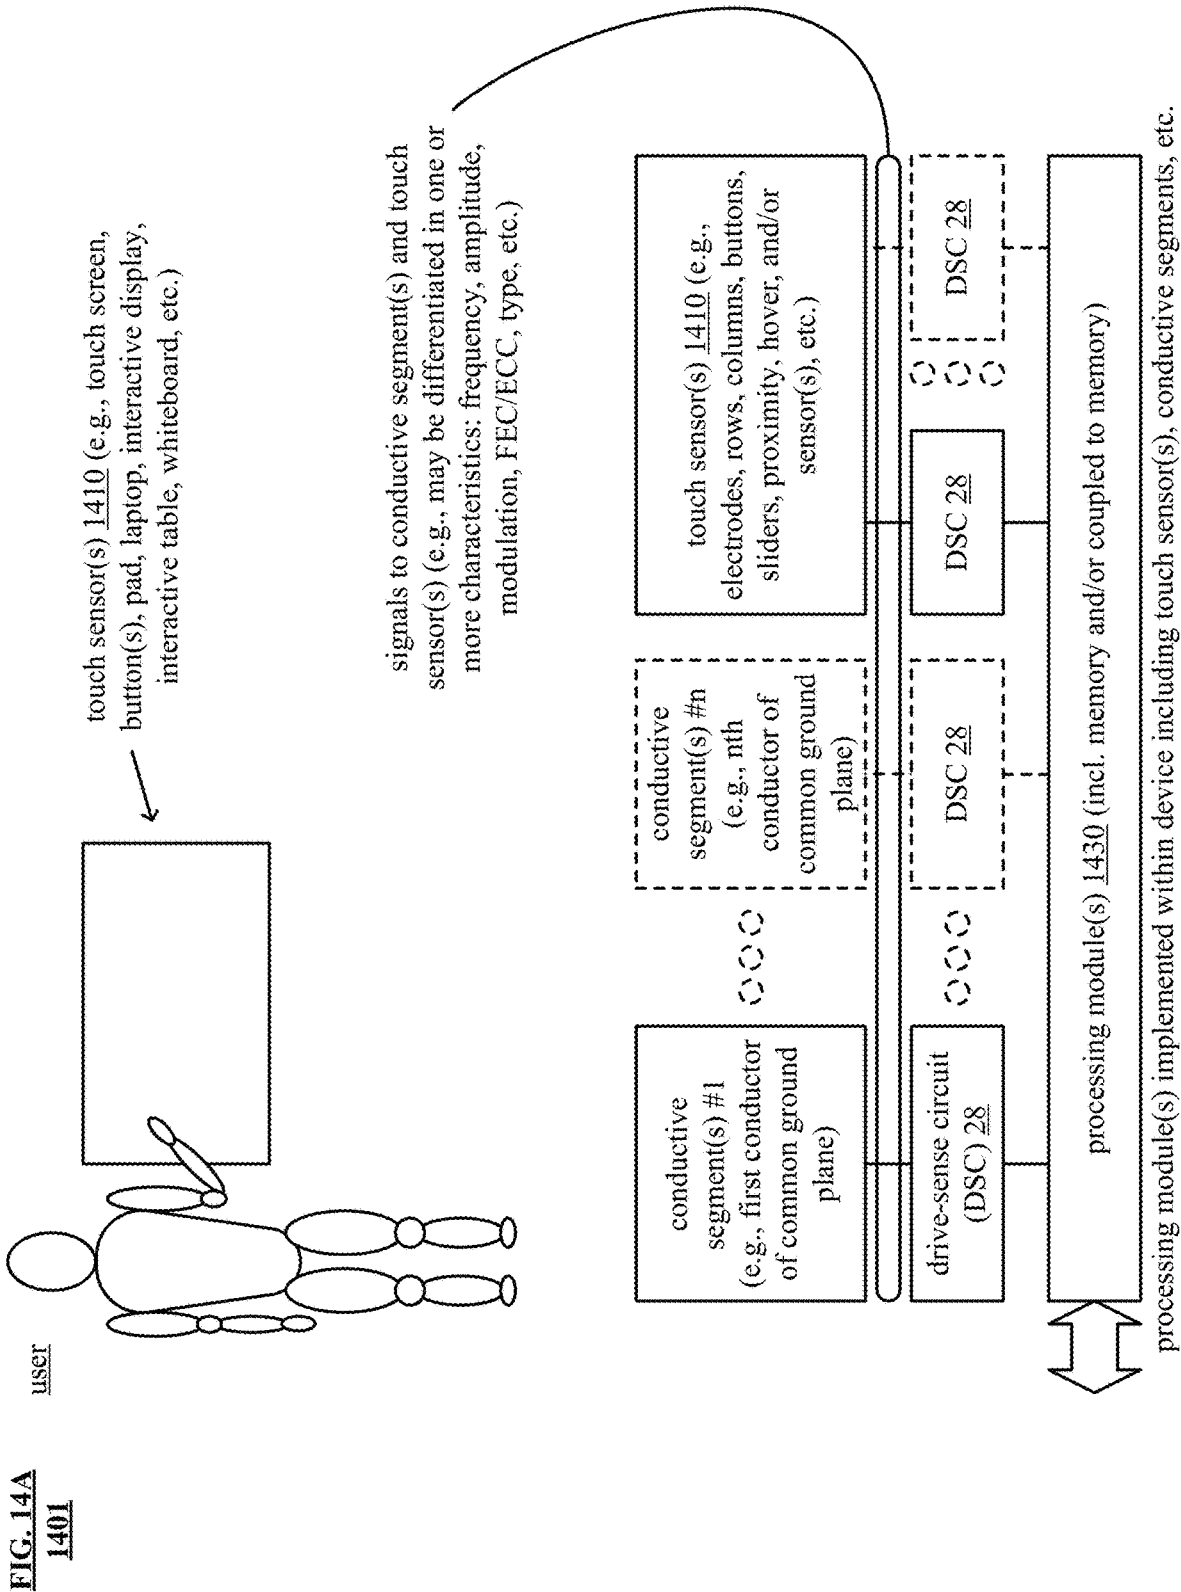 FIG. 14A
1401
user
touch sensor(s) 1410 (e.g., touch screen,
button(s), pad, laptop, interactive display,
interactive table, whiteboard, etc.)
signals to conductive segment(s) and touch
sensor(s) (e.g., may be differentiated in one or
more characteristics: frequency, amplitude,
modulation, FEC/ECC, type, etc.)
conductive
segment(s) #1
(e.g., first conductor
of common ground
plane)
conductive
segment(s) #n
(e.g., nth
conductor of
common ground
plane)
touch sensor(s) 1410 (e.g.,
electrodes, rows, columns, buttons,
sliders, proximity, hover, and/or
sensor(s), etc.)
drive-sense circuit
(DSC) 28
DSC 28
DSC 28
DSC 28
processing module(s) 1430 (incl. memory and/or coupled to memory)
processing module(s) implemented within device including touch sensor(s), conductive segments, etc.